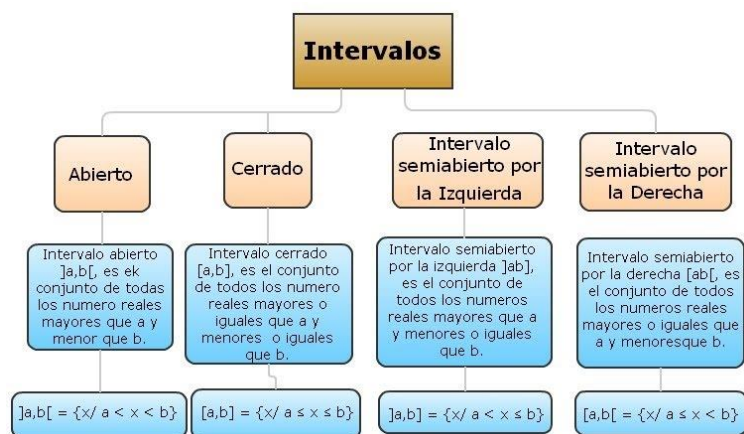 Intervalos
Abierto
Cerrado
Intervalo
semiabierto por
la Izquierda
Intervalo
semiabierto por
la Derecha
Intervalo abierto
]a,b[, es ek
conjunto de todas
los numero reales
mayores que a y
menor que b.
Intervalo cerrado
[a,b], es el conjunto
de todos los numero
reales mayores o
iguales que a y
menores o iguales
que b.
Intervalo semiabierto
por la izquierda ]ab],
es el conjunto de
todos los numeros
reales mayores que a
y menores o iguales
que b.
Intervalo semiabierto
por la derecha [ab[, es
el conjunto de todos
los numeros reales
mayores o iguales que
a y menoresque b.
]a,b[ = {x/ a < x < b}
[a,b] = {x/ a ≤ x ≤ b}
]a,b] = {x/ a < x ≤ b}
[a,b[ = {x/ a ≤ x < b}